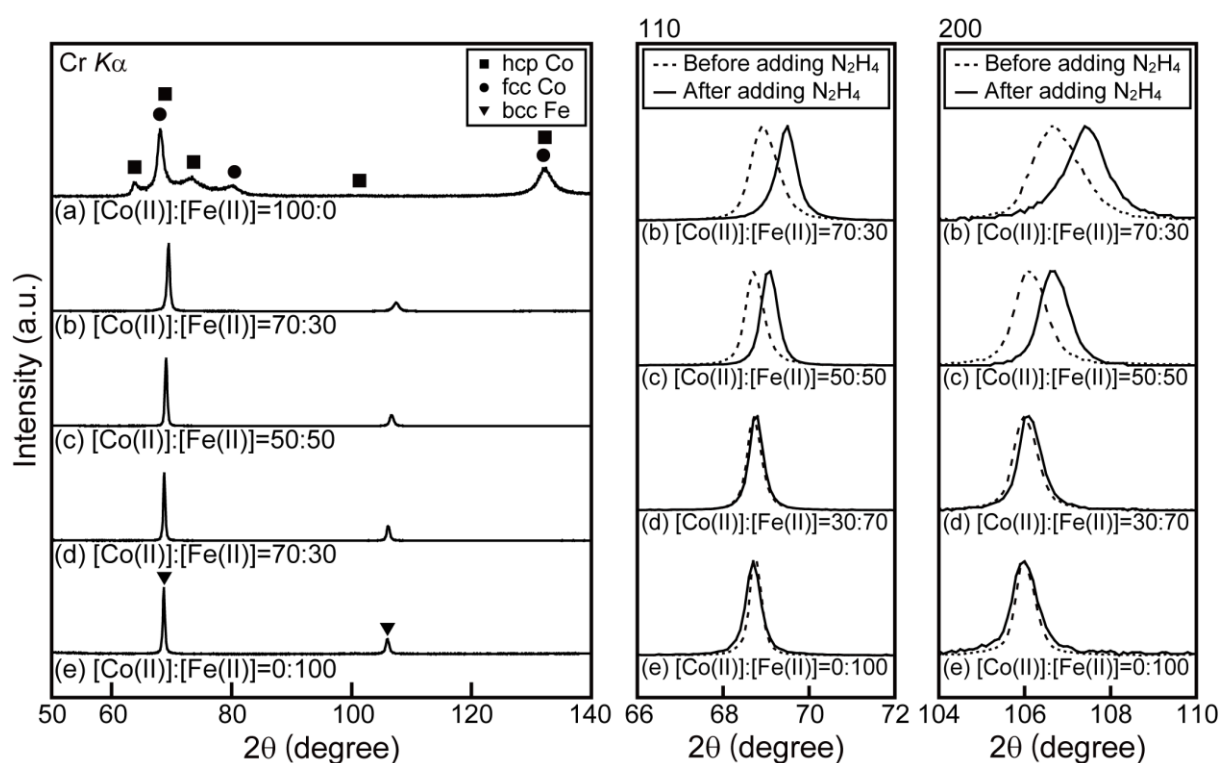 Cr Kα
■ hcp Co
● fcc Co
▼ bcc Fe
(a) [Co(II)]:[Fe(II)]=100:0
(b) [Co(II)]:[Fe(II)]=70:30
(c) [Co(II)]:[Fe(II)]=50:50
(d) [Co(II)]:[Fe(II)]=70:30
(e) [Co(II)]:[Fe(II)]=0:100
50 60 80 100 120 140
2θ (degree)
Intensity (a.u.)
110
Before adding N₂H₄
After adding N₂H₄
(b) [Co(II)]:[Fe(II)]=70:30
(c) [Co(II)]:[Fe(II)]=50:50
(d) [Co(II)]:[Fe(II)]=30:70
(e) [Co(II)]:[Fe(II)]=0:100
66 68 70 72
2θ (degree)
200
Before adding N₂H₄
After adding N₂H₄
(b) [Co(II)]:[Fe(II)]=70:30
(c) [Co(II)]:[Fe(II)]=50:50
(d) [Co(II)]:[Fe(II)]=30:70
(e) [Co(II)]:[Fe(II)]=0:100
104 106 108 110
2θ (degree)